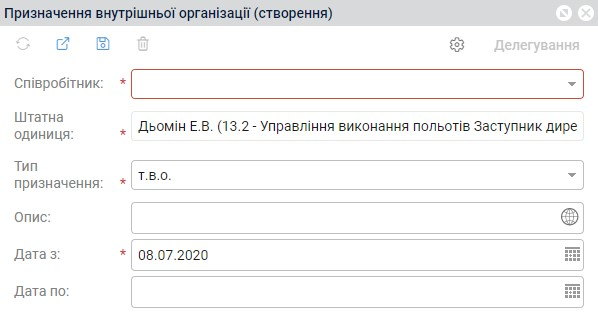 Призначення внутрішньої організації (створення)
Делегування
Співробітник: *
Штатна
одиниця: * Дьомін Е.В. (13.2 - Управління виконання польотів Заступник дире
Тип
призначення: * т.в.о.
Опис:
Дата з: * 08.07.2020
Дата по: